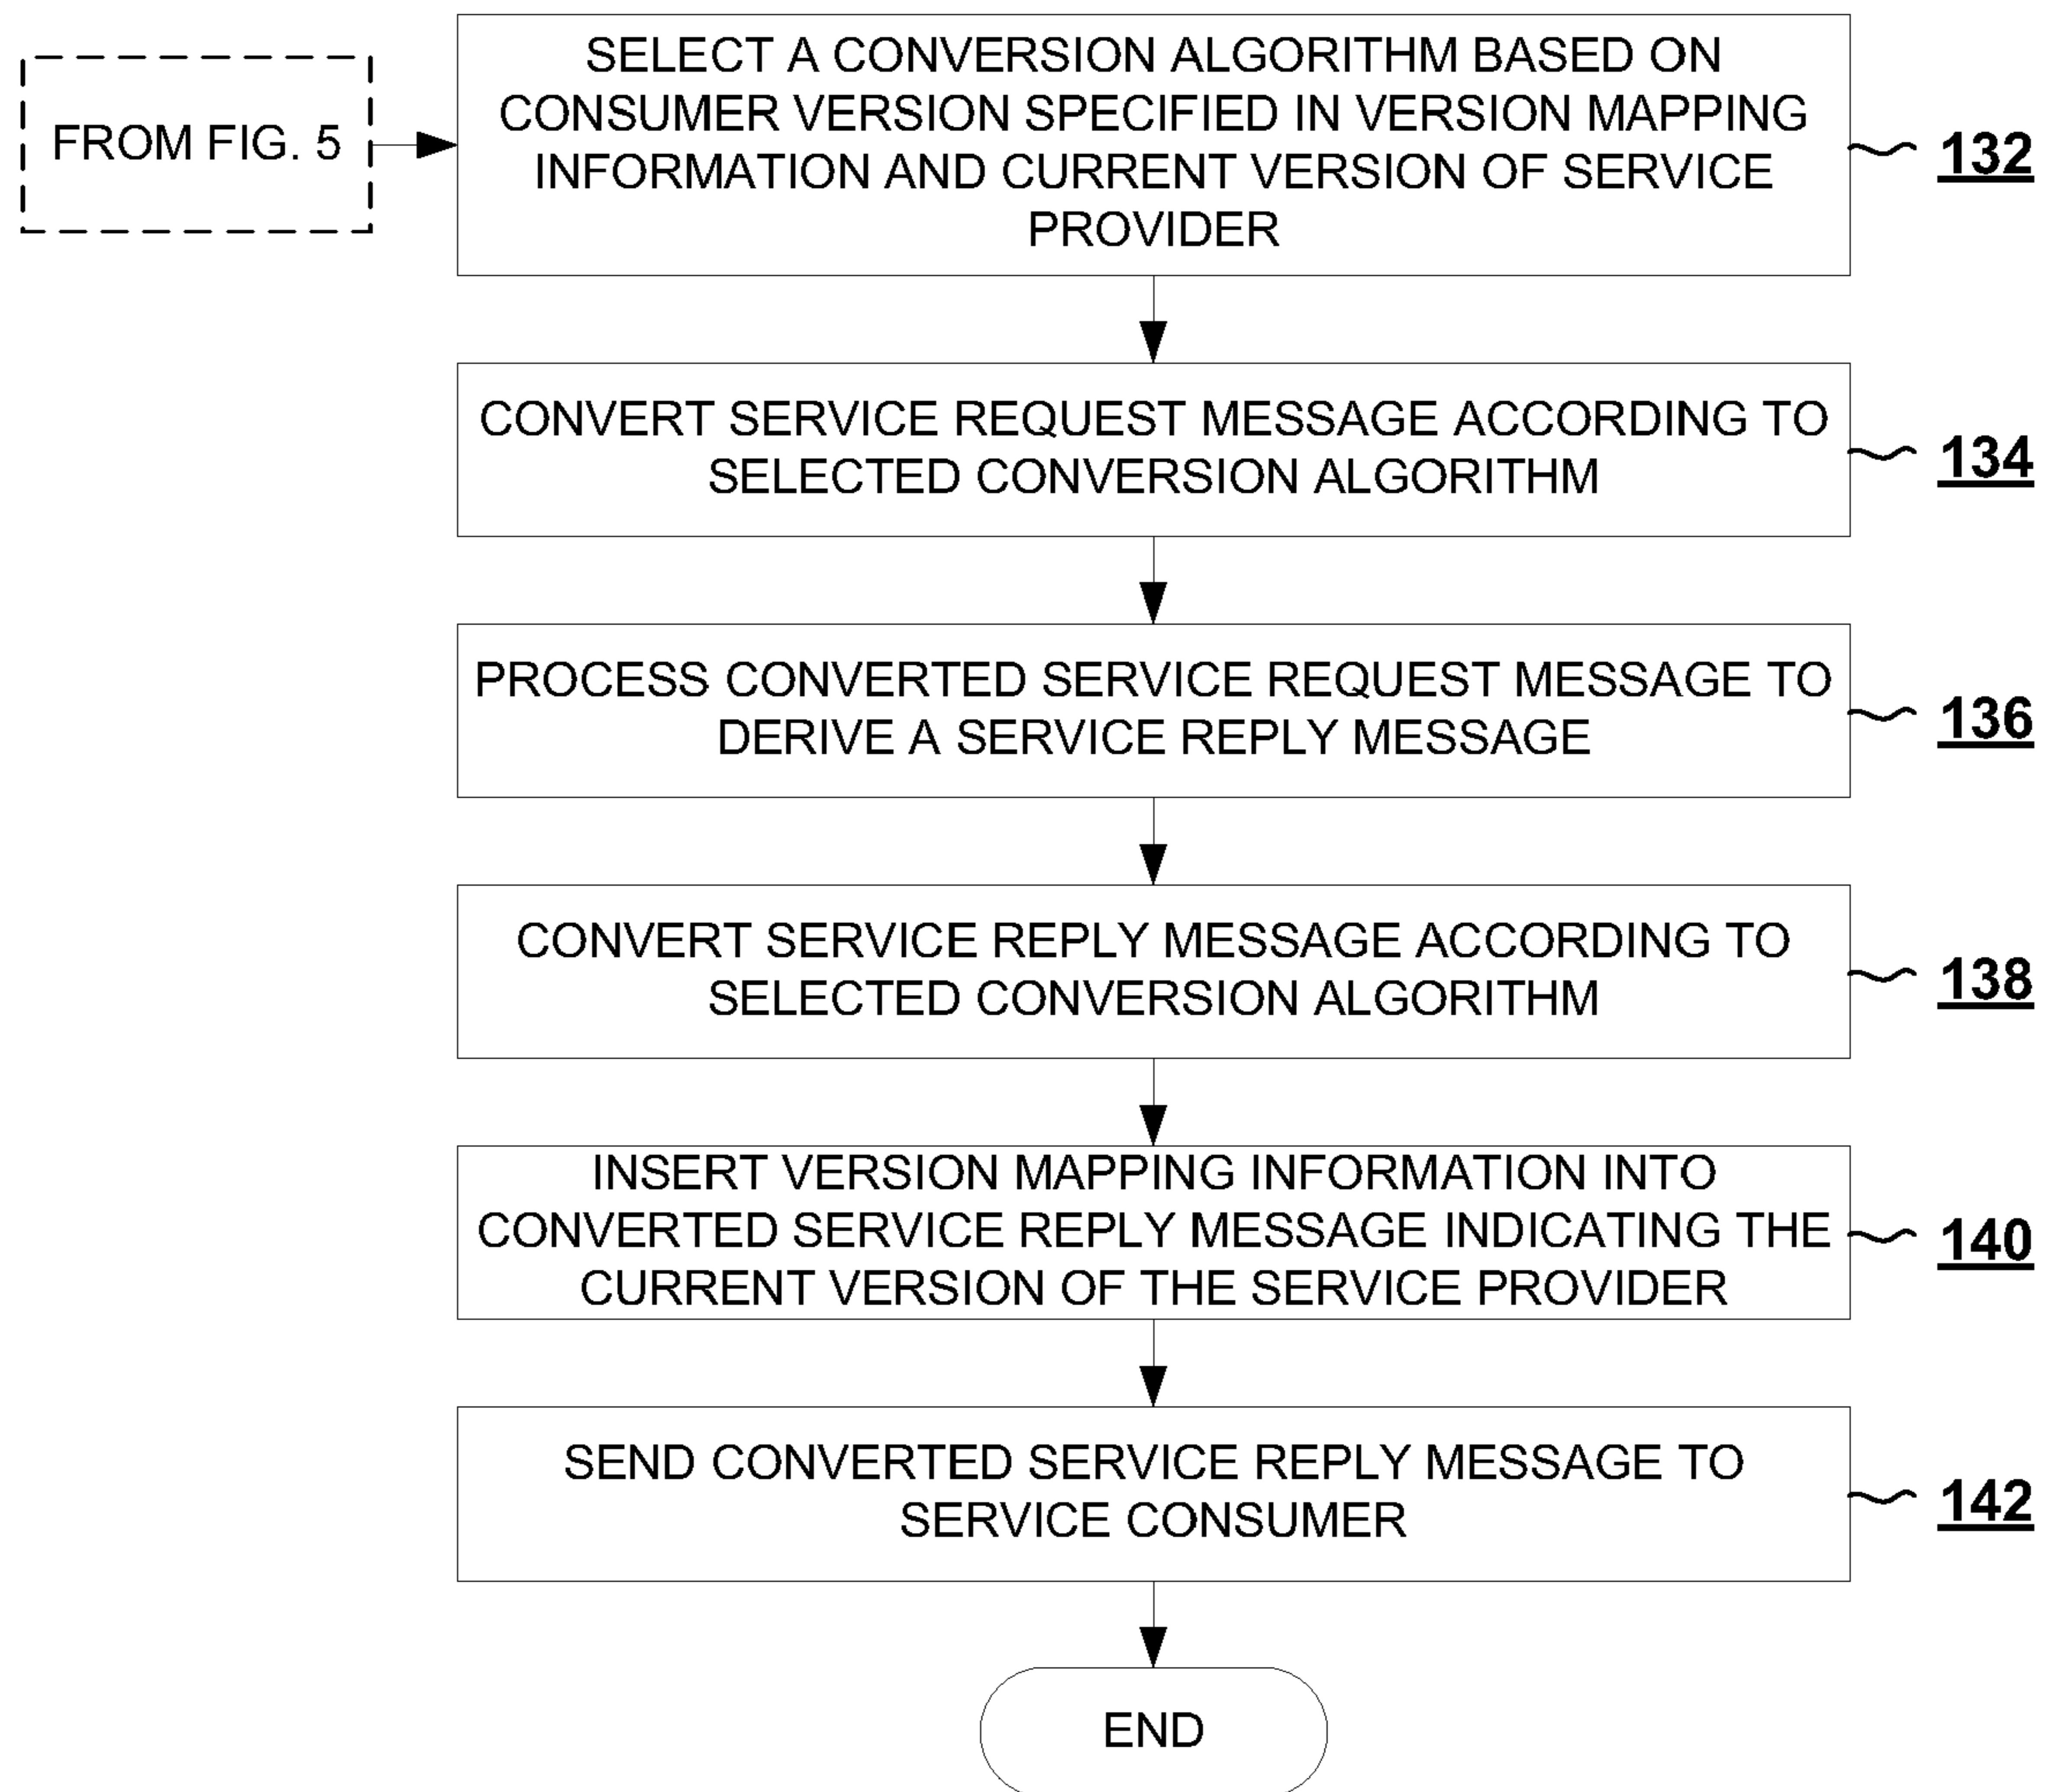 FROM FIG. 5
SELECT A CONVERSION ALGORITHM BASED ON
CONSUMER VERSION SPECIFIED IN VERSION MAPPING
INFORMATION AND CURRENT VERSION OF SERVICE
PROVIDER
132
CONVERT SERVICE REQUEST MESSAGE ACCORDING TO
SELECTED CONVERSION ALGORITHM
134
PROCESS CONVERTED SERVICE REQUEST MESSAGE TO
DERIVE A SERVICE REPLY MESSAGE
136
CONVERT SERVICE REPLY MESSAGE ACCORDING TO
SELECTED CONVERSION ALGORITHM
138
INSERT VERSION MAPPING INFORMATION INTO
CONVERTED SERVICE REPLY MESSAGE INDICATING THE
CURRENT VERSION OF THE SERVICE PROVIDER
140
SEND CONVERTED SERVICE REPLY MESSAGE TO
SERVICE CONSUMER
142
END